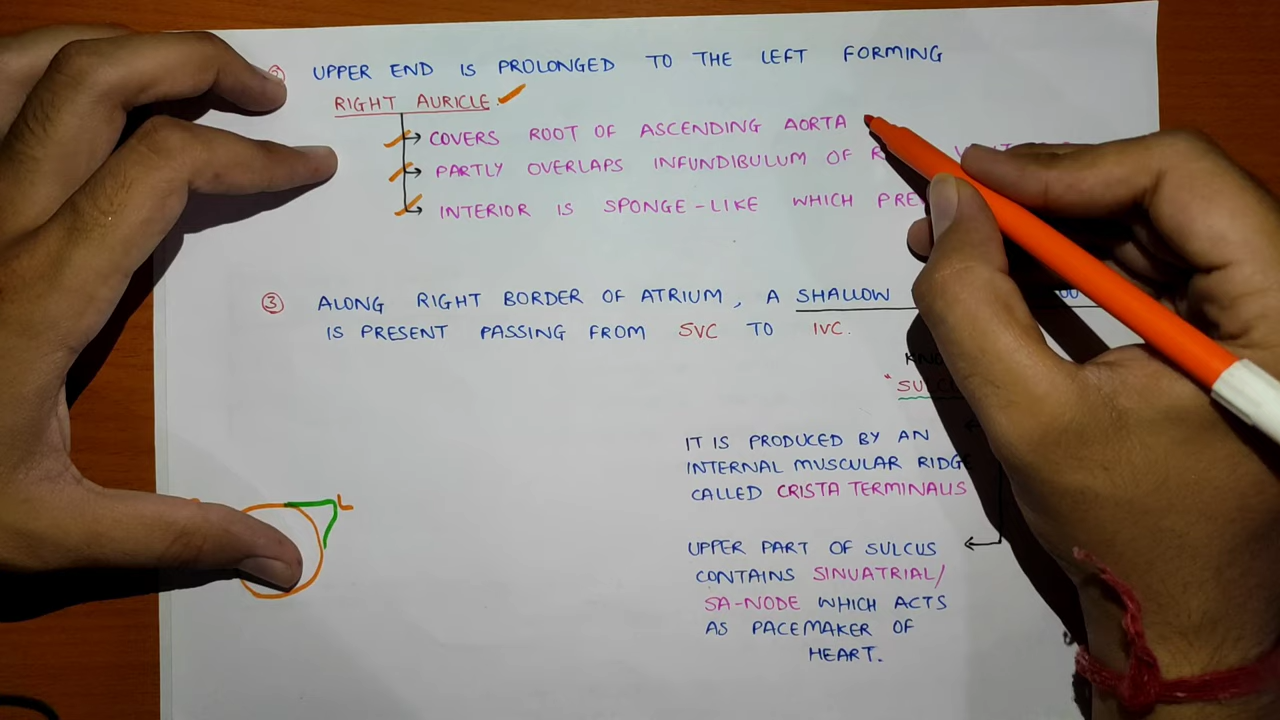 UPPER END IS PROLONGED TO THE LEFT FORMING
RIGHT AURICLE.
COVERS ROOT OF ASCENDING AORTA
PARTLY OVERLAPS INFUNDIBULUM OF
INTERIOR IS SPONGE-LIKE WHICH PRE
③ ALONG RIGHT BORDER OF ATRIUM, A SHALLOW
IS PRESENT PASSING FROM SVC TO IVC.
IT IS PRODUCED BY AN
INTERNAL MUSCULAR RIDGE
CALLED CRISTA TERMINALIS
UPPER PART OF SULCUS
CONTAINS SINUATRIAL/
SA-NODE WHICH ACTS
AS PACEMAKER OF
HEART.
L